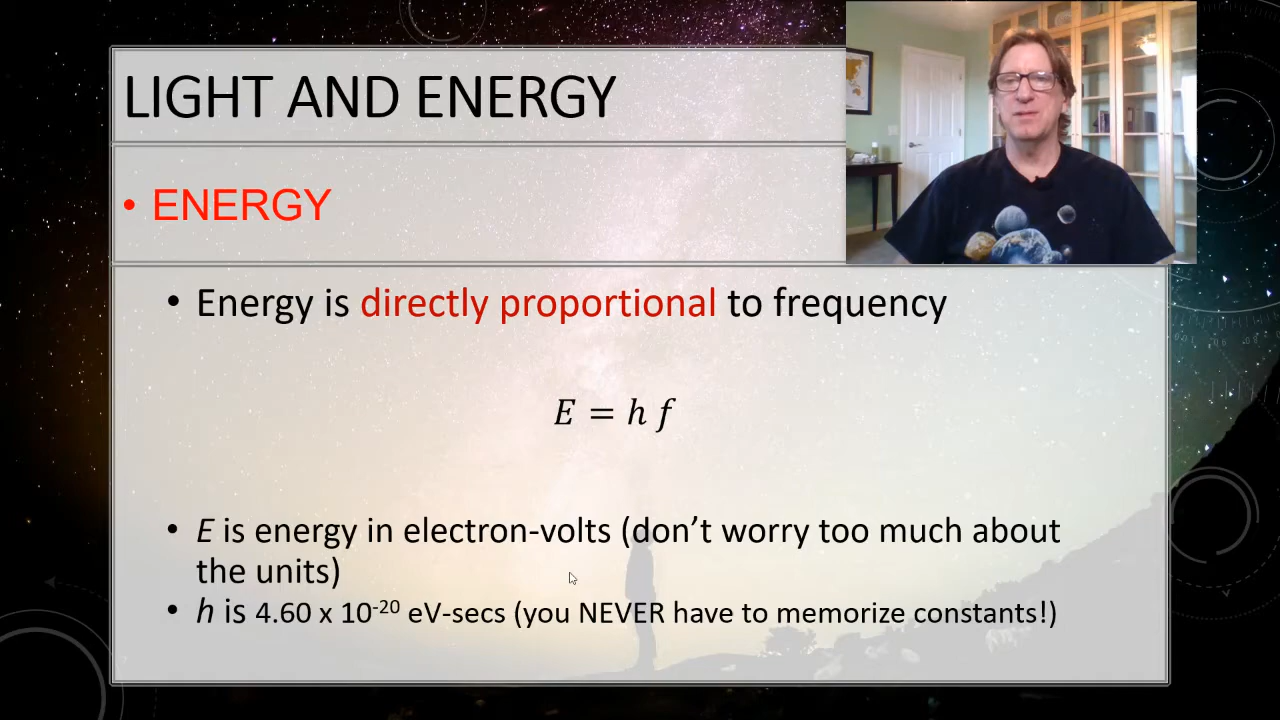 LIGHT AND ENERGY
• ENERGY
• Energy is directly proportional to frequency
E = h f
• E is energy in electron-volts (don’t worry too much about
the units)
• h is 4.60 x 10⁻²⁰ eV-secs (you NEVER have to memorize constants!)